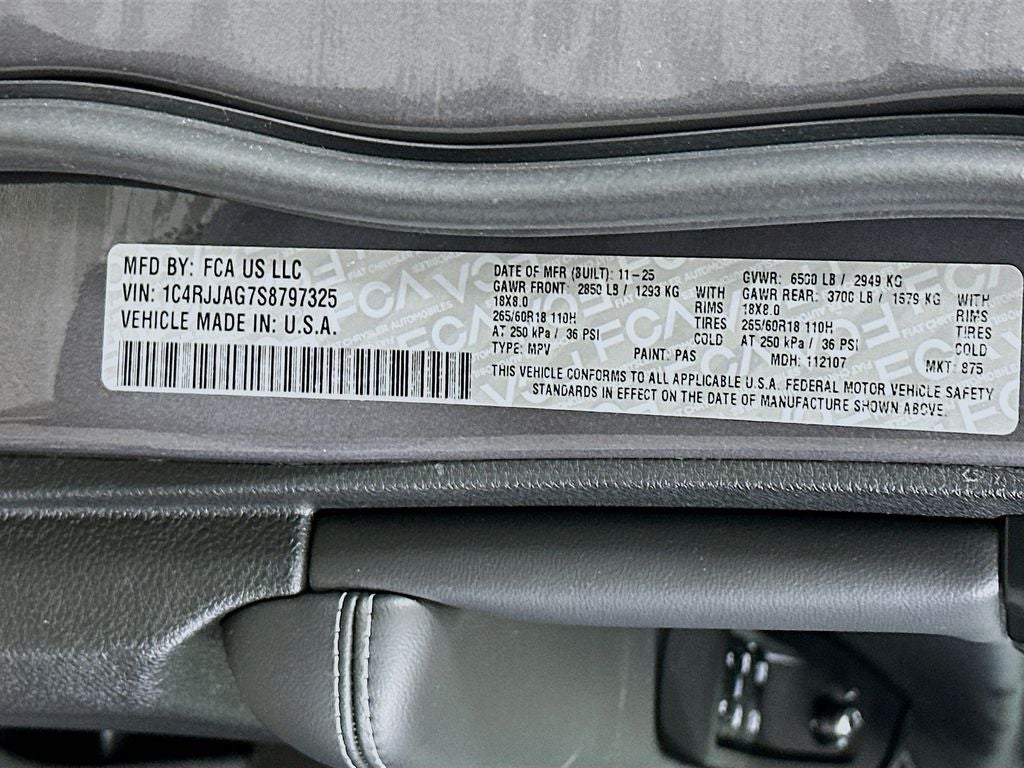 MFD BY: FCA US LLC
VIN: 1C4RJJAG7S8797325
VEHICLE MADE IN: U.S.A.
DATE OF MFR (BUILT): 11-25
GAWR FRONT: 2850 LB / 1293 KG WITH
18X8.0 RIMS
265/60R18 110H TIRES
AT 250 kPa / 36 PSI COLD
TYPE: MPV PAINT: PAS
GVWR: 6500 LB / 2949 KG
GAWR REAR: 3700 LB / 1679 KG WITH
18X8.0 RIMS
265/60R18 110H TIRES
AT 250 kPa / 36 PSI COLD
MDH: 112107 MKT: 875
THIS VEHICLE CONFORMS TO ALL APPLICABLE U.S.A. FEDERAL MOTOR VEHICLE SAFETY
STANDARDS IN EFFECT ON THE DATE OF MANUFACTURE SHOWN ABOVE.